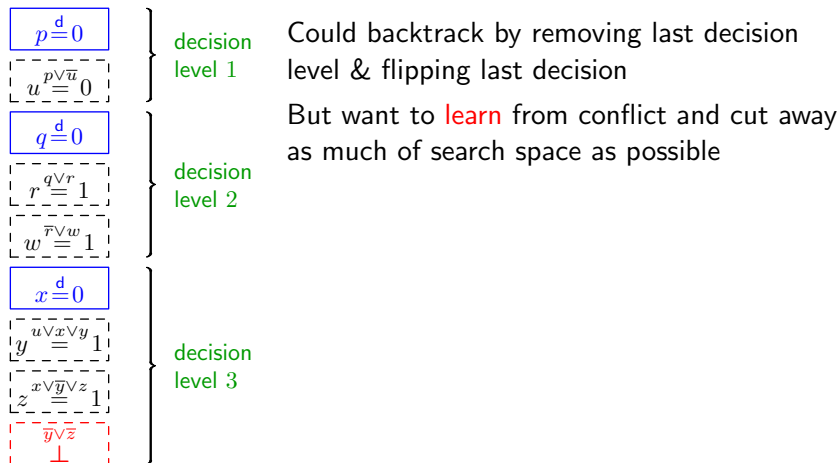 p =ᵈ 0
decision
level 1
u =^{p∨u̅} 0
q =ᵈ 0
r =^{q∨r} 1
decision
level 2
w =^{r̅∨w} 1
x =ᵈ 0
y =^{u∨x∨y} 1
decision
level 3
z =^{x∨y̅∨z} 1
y̅∨z̅
⊥
Could backtrack by removing last decision
level & flipping last decision
But want to learn from conflict and cut away
as much of search space as possible